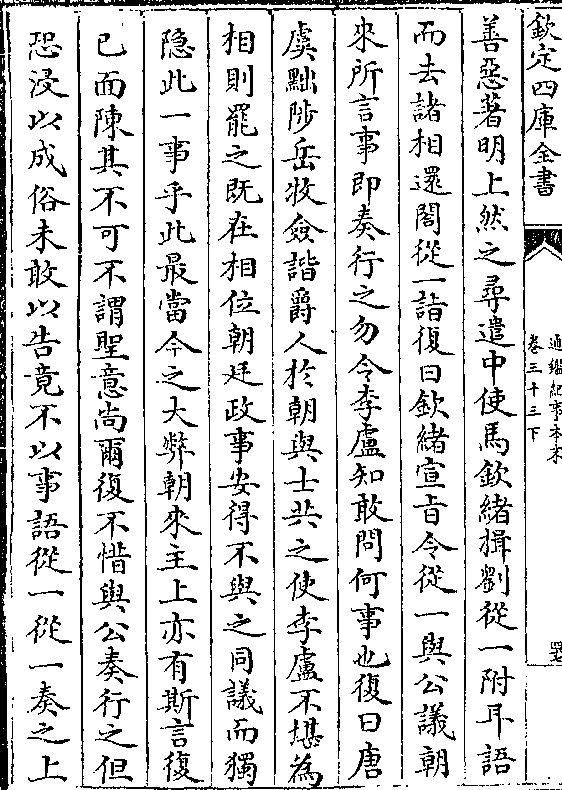 欽定四庫全書
通鑑紀事本末
卷三十三下
善惡著明上然之尋遣中使馬欽緒揖劉從一附耳語
而去諸相還閣從一詣復曰欽緒宣旨令從一與公議朝
來所言事即奏行之勿令李盧知敢問何事也復曰唐
虞黜陟岳牧僉諧爵人於朝與士共之使李盧不堪為
相則罷之既在相位朝廷政事安得不與之同議而獨
隐此一事乎此最當今之大弊朝來主上亦有斯言復
已面陳其不可不謂聖意尚爾復不惜與公奏行之但
恐浸以成俗未敢以告竟不以事語從一從一奏之上